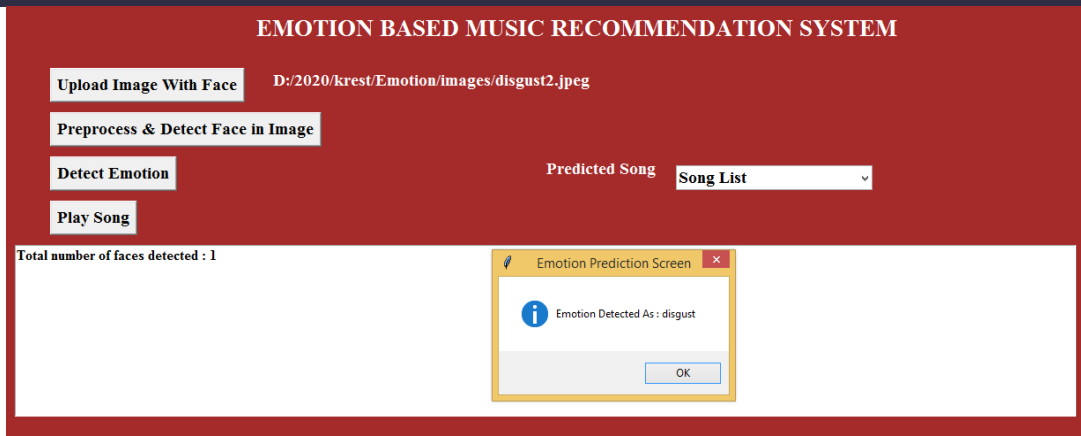 EMOTION BASED MUSIC RECOMMENDATION SYSTEM
Upload Image With Face
D:/2020/krest/Emotion/images/disgust2.jpeg
Preprocess & Detect Face in Image
Detect Emotion
Predicted Song
Song List
Play Song
Total number of faces detected : 1
Emotion Prediction Screen
Emotion Detected As : disgust
OK